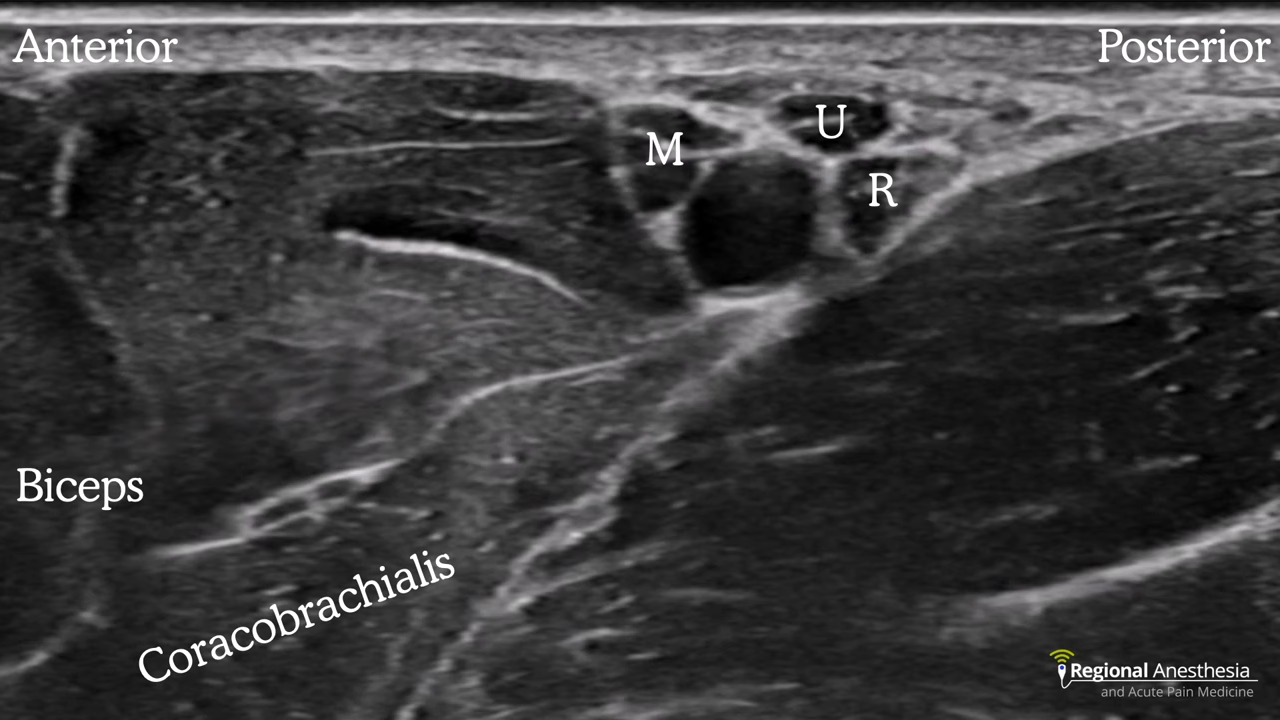 Anterior
Posterior
M
U
R
Biceps
Coracobrachialis
Regional Anesthesia
and Acute Pain Medicine